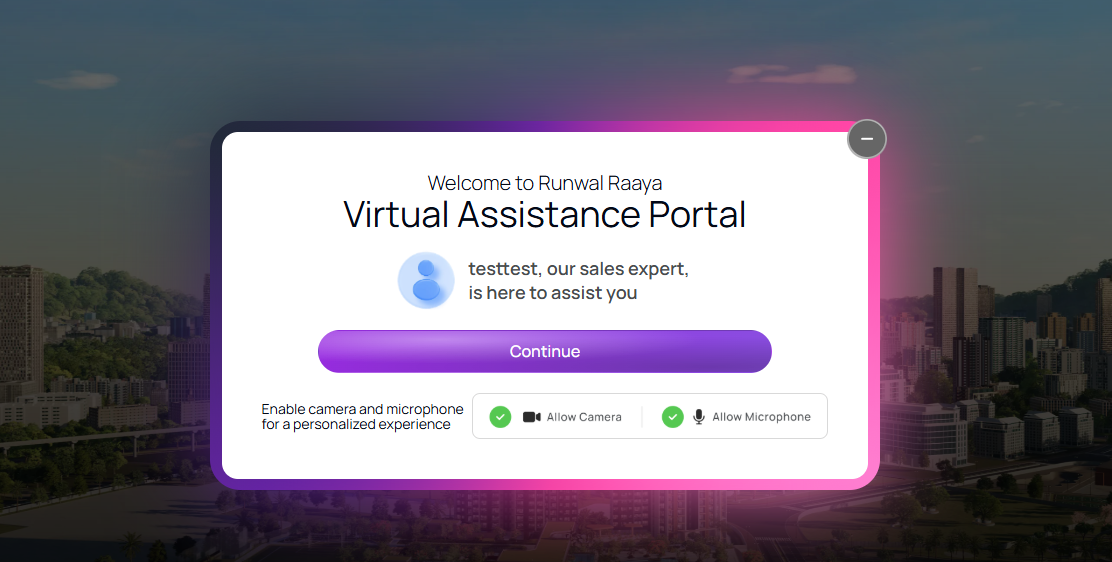 Welcome to Runwal Raaya
Virtual Assistance Portal
testtest, our sales expert,
is here to assist you
Continue
Enable camera and microphone
for a personalized experience
Allow Camera
Allow Microphone